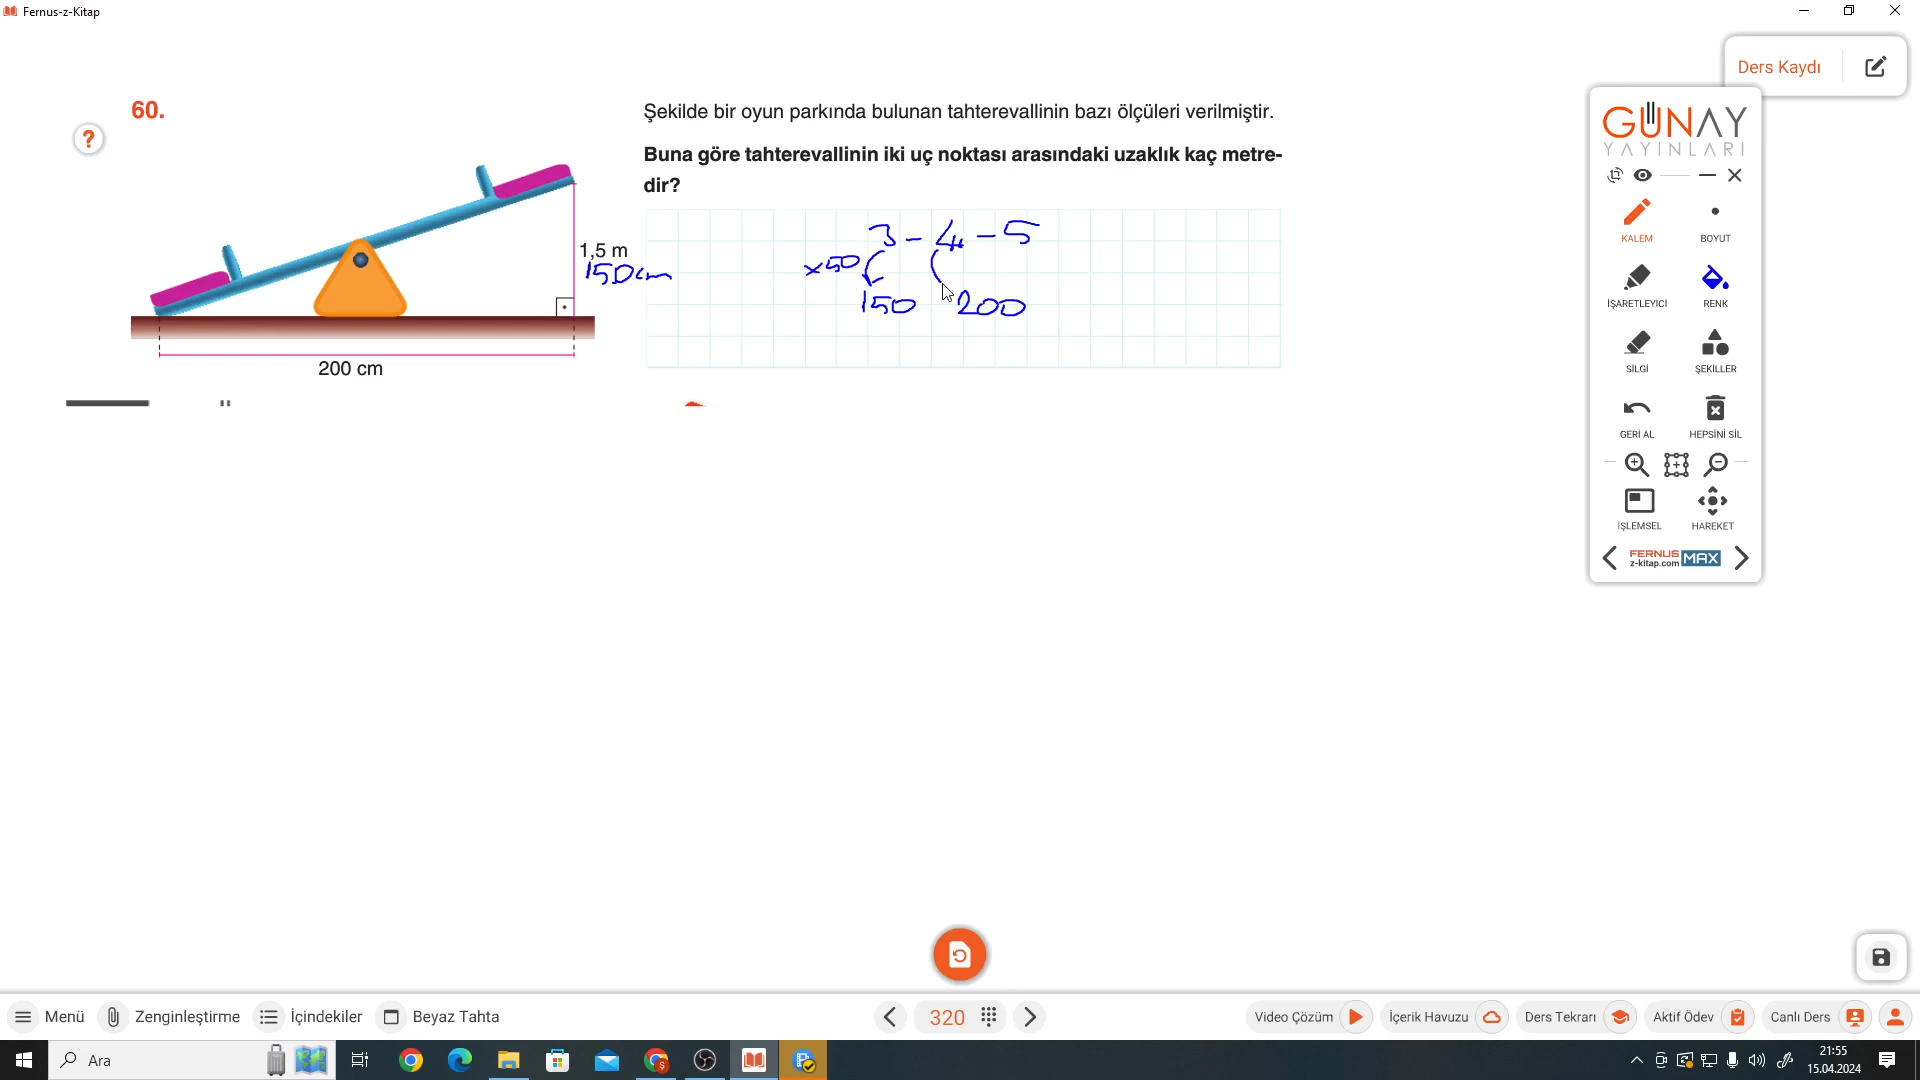 Fernus-z-Kitap
Ders Kaydı
60.
?
Şekilde bir oyun parkında bulunan tahterevallinin bazı ölçüleri verilmiştir.
Buna göre tahterevallinin iki uç noktası arasındaki uzaklık kaç metre-
dir?
1,5 m
150cm
200 cm
3 - 4 - 5
x50
150 200
GÜNAY
YAYINLARI
KALEM BOYUT
İŞARETLEYİCİ RENK
SİLGİ ŞEKİLLER
GERİ AL HEPSİNİ SİL
İŞLEMSEL HAREKET
FERNUS MAX
z-kitap.com
Menü Zenginleştirme İçindekiler Beyaz Tahta 320 Video Çözüm İçerik Havuzu Ders Tekrarı Aktif Ödev Canlı Ders
Ara
21:55
15.04.2024